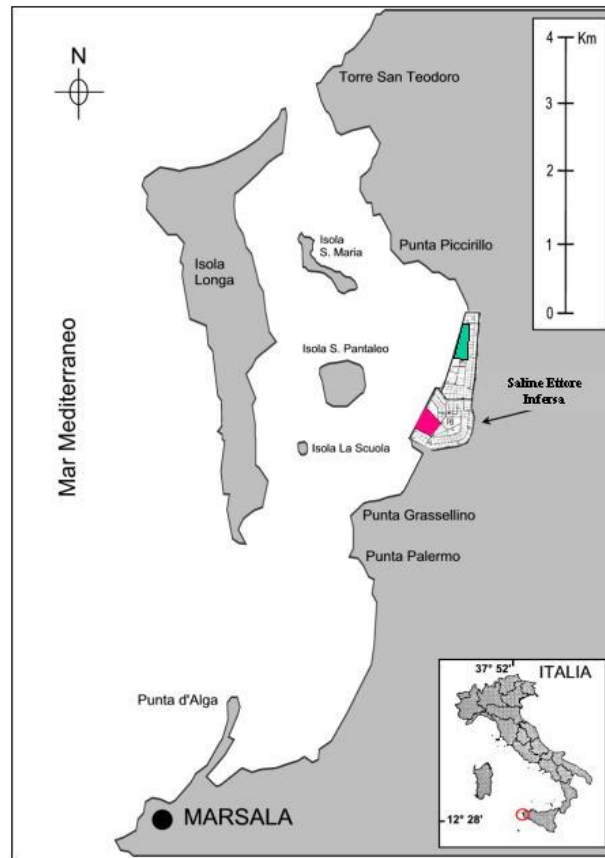 4 Km
N
Torre San Teodoro
3
2
Isola
S. Maria
Punta Piccirillo
Isola
Longa
1
0
Isola S. Pantaleo
Saline Ettore
Infersa
Mar Mediterraneo
Isola La Scuola
Punta Grassellino
Punta Palermo
37° 52'
ITALIA
Punta d'Alga
MARSALA
12° 28'